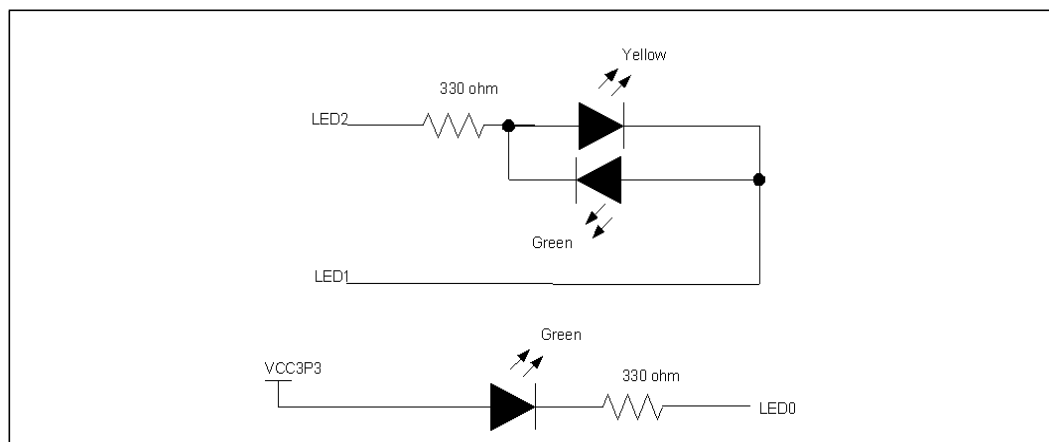 Yellow
330 ohm
LED2
Green
LED1
Green
VCC3P3
330 ohm
LED0